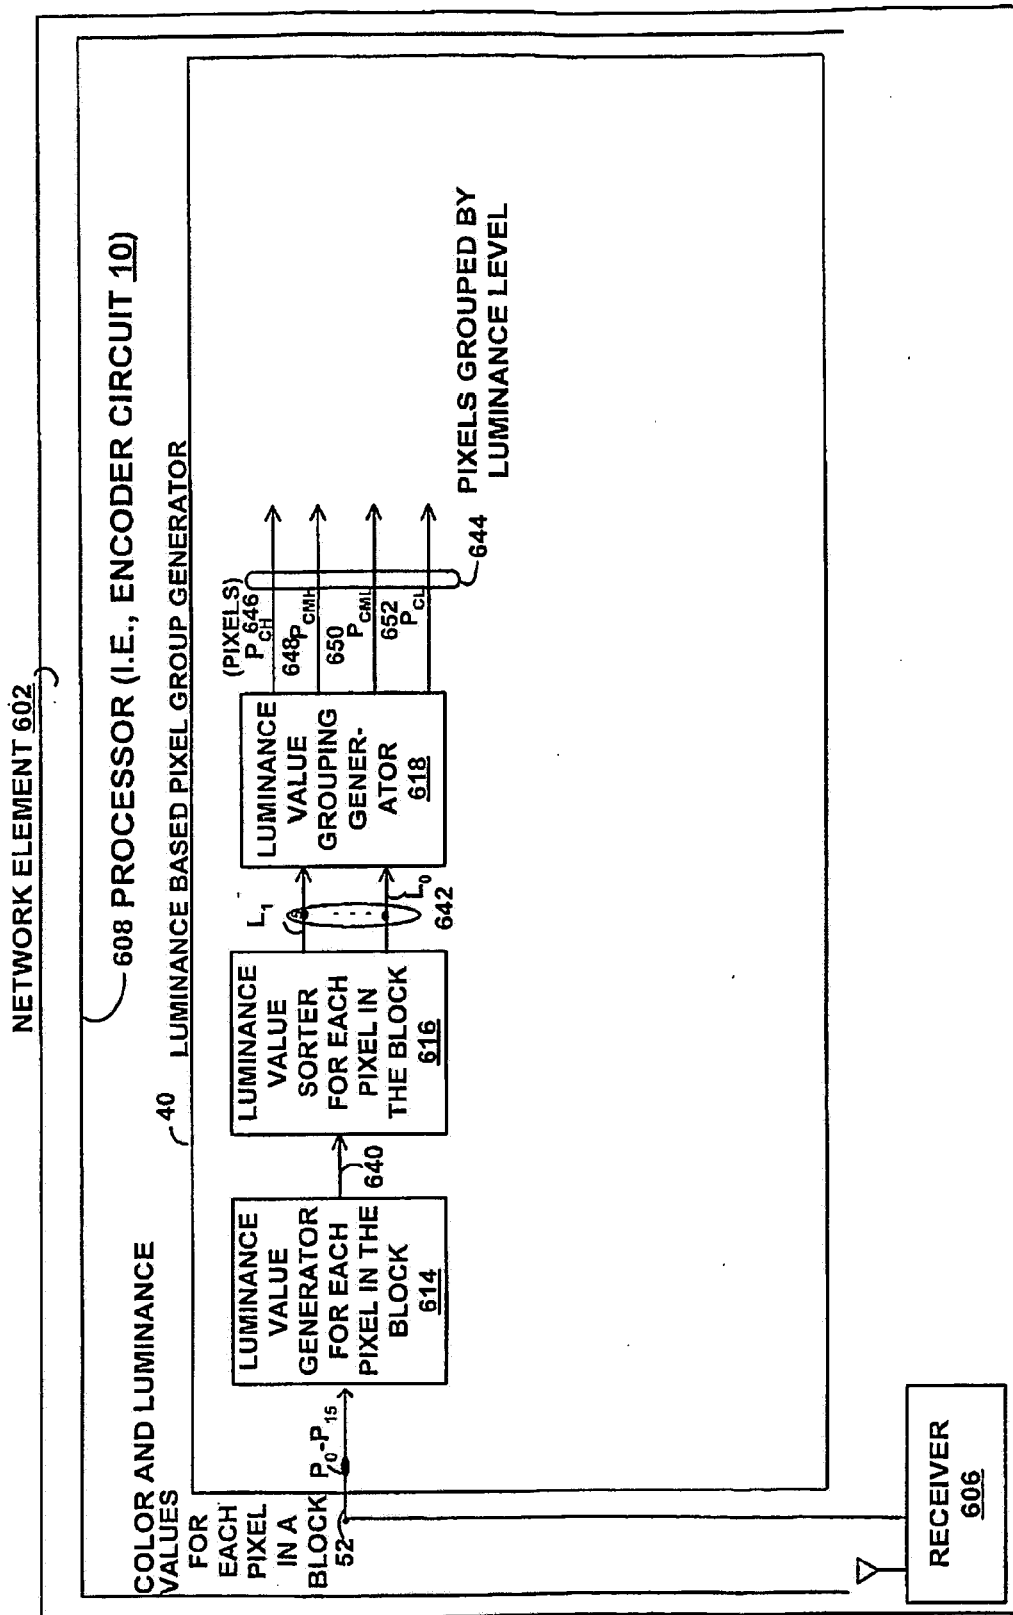 NETWORK ELEMENT 602
608 PROCESSOR (I.E., ENCODER CIRCUIT 10)
40
LUMINANCE BASED PIXEL GROUP GENERATOR
COLOR AND LUMINANCE
VALUES
FOR
EACH
PIXEL
IN A
BLOCK
52
P0-P15
LUMINANCE
VALUE
GENERATOR
FOR EACH
PIXEL IN THE
BLOCK
614
640
LUMINANCE
VALUE
SORTER
FOR EACH
PIXEL IN
THE BLOCK
616
L1
L0
642
LUMINANCE
VALUE
GROUPING
GENER-
ATOR
618
(PIXELS)
PCH 646
648 PCMH
650 PCML
652 PCL
644
PIXELS GROUPED BY
LUMINANCE LEVEL
RECEIVER
606